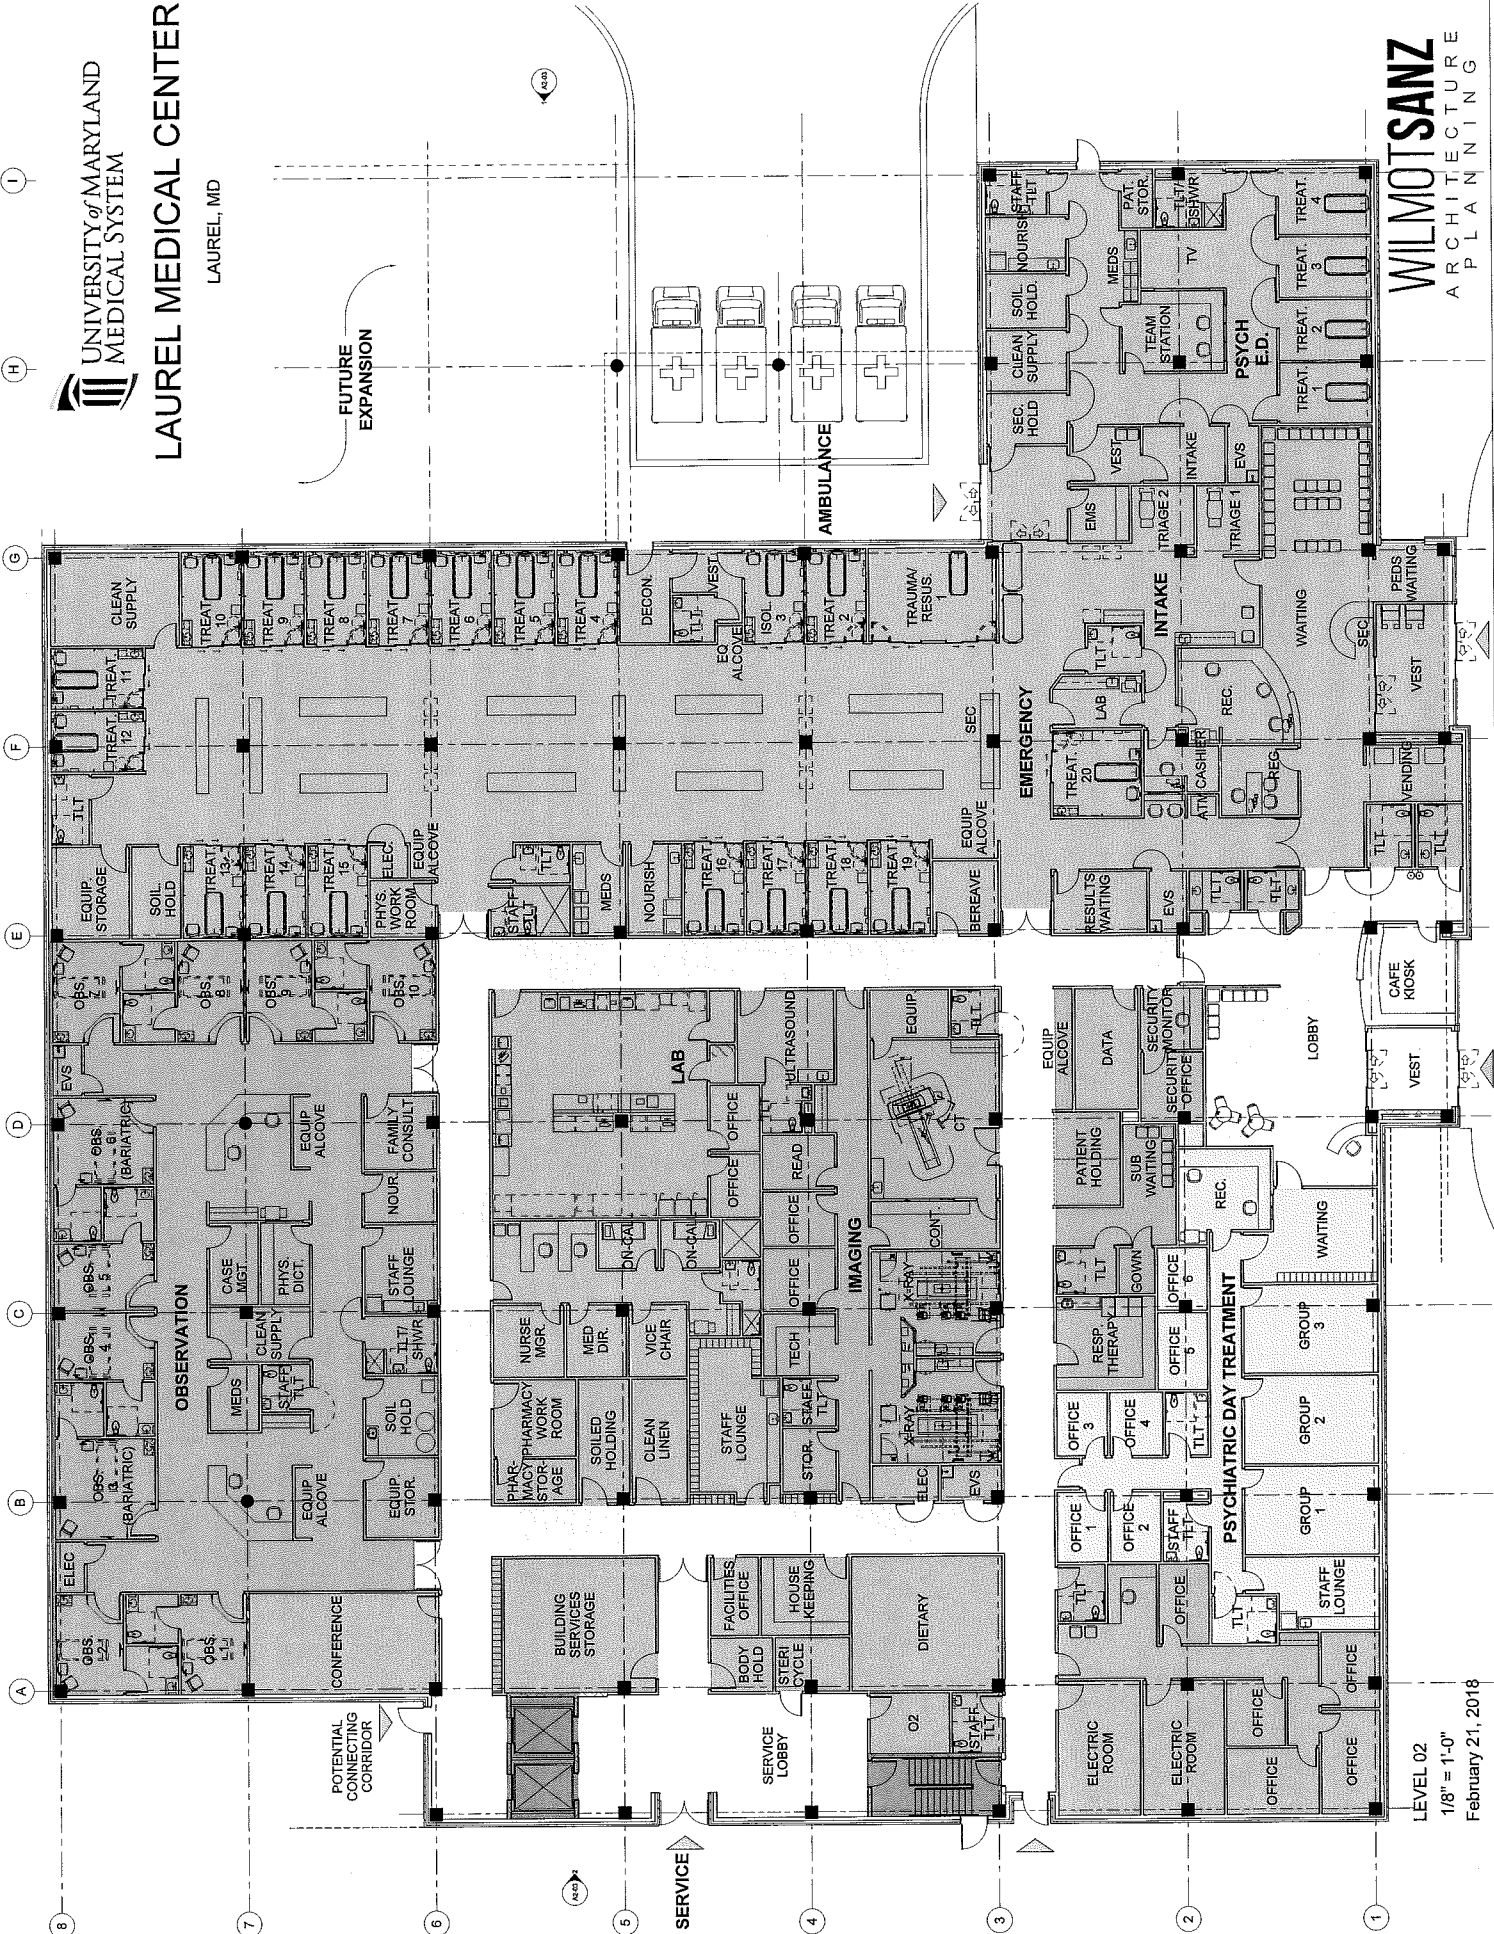 UNIVERSITY of MARYLAND
MEDICAL SYSTEM
LAUREL MEDICAL CENTER
LAUREL, MD
WILMOTSANZ
ARCHITECTURE
PLANNING
LEVEL 02
1/8" = 1'-0"
February 21, 2018
A
B
C
D
E
F
G
H
I
8
7
6
5
4
3
2
1
FUTURE
EXPANSION
AMBULANCE
POTENTIAL
CONNECTING
CORRIDOR
SERVICE
OBS.
2
OBS.
1
CONFERENCE
ELEC
OBS.
3
(BARIATRIC)
OBS.
4
OBS.
5
OBS.
6
(BARIATRIC)
EVS
OBS.
7
OBS.
8
OBS.
9
OBS.
10
OBSERVATION
EQUIP
ALCOVE
EQUIP
STOR.
SOIL
HOLD
MEDS
STAFF
TLT
CLEAN
SUPPLY
CASE
MGT.
PHYS.
DICT.
TLT/
SHWR
STAFF
LOUNGE
NOUR.
FAMILY
CONSULT
EQUIP
ALCOVE
EQUIP
STORAGE
SOIL
HOLD
TREAT.
13
TREAT.
14
TREAT.
15
PHYS.
WORK
ROOM
ELEC.
EQUIP
ALCOVE
TLT
TREAT.
12
TREAT.
11
CLEAN
SUPPLY
TREAT
10
TREAT.
9
TREAT.
8
TREAT.
7
TREAT.
6
TREAT.
5
TREAT.
4
DECON.
TLT
VEST
EQ
ALCOVE
ISOL
3
TREAT.
2
TRAUMA/
RESUS.
1
STAFF
TLT
TLT
MEDS
NOURISH
TREAT.
16
TREAT.
17
TREAT.
18
TREAT.
19
BEREAVE
EQUIP
ALCOVE
SEC
EMERGENCY
BUILDING
SERVICES
STORAGE
FACILITIES
OFFICE
HOUSE
KEEPING
BODY
HOLD
STERI
CYCLE
DIETARY
SERVICE
LOBBY
O2
STAFF
TLT
PHAR-
MACY
STOR-
AGE
PHARMACY
WORK
ROOM
SOILED
HOLDING
CLEAN
LINEN
NURSE
MGR.
MED
DIR.
VICE
CHAIR
STAFF
LOUNGE
ON-CALL
ON-CALL
LAB
OFFICE
OFFICE
ULTRASOUND
READ
OFFICE
OFFICE
TECH
STAFF
TLT
STOR.
IMAGING
ELEC
EVS
X-RAY
X-RAY
CONT.
CT
EQUIP
TLT
EQUIP
ALCOVE
DATA
SECURITY
MONITOR
SECURITY
OFFICE
PATENT
HOLDING
SUB
WAITING
TLT
GOWN
RESP.
THERAPY
OFFICE
6
OFFICE
5
OFFICE
3
OFFICE
4
TLT
OFFICE
1
OFFICE
2
STAFF
TLT
TLT
OFFICE
TLT
STAFF
LOUNGE
PSYCHIATRIC DAY TREATMENT
GROUP
1
GROUP
2
GROUP
3
WAITING
REC.
ELECTRIC
ROOM
ELECTRIC
ROOM
OFFICE
OFFICE
OFFICE
OFFICE
LOBBY
VEST
CAFE
KIOSK
RESULTS
WAITING
EVS
TLT
TLT
TLT
TLT
VENDING
TREAT.
20
LAB
TLT
CASHIER
ATM
REG.
REC.
INTAKE
WAITING
SEC.
VEST
PEDS
WAITING
EMS
TRIAGE 2
TRIAGE 1
VEST
INTAKE
EVS
SEC.
HOLD
CLEAN
SUPPLY
SOIL
HOLD.
NOURISH
STAFF
TLT
MEDS
PAT.
STOR.
TLT/
SHWR
TV
TEAM
STATION
PSYCH
E.D.
TREAT.
1
TREAT.
2
TREAT.
3
TREAT.
4